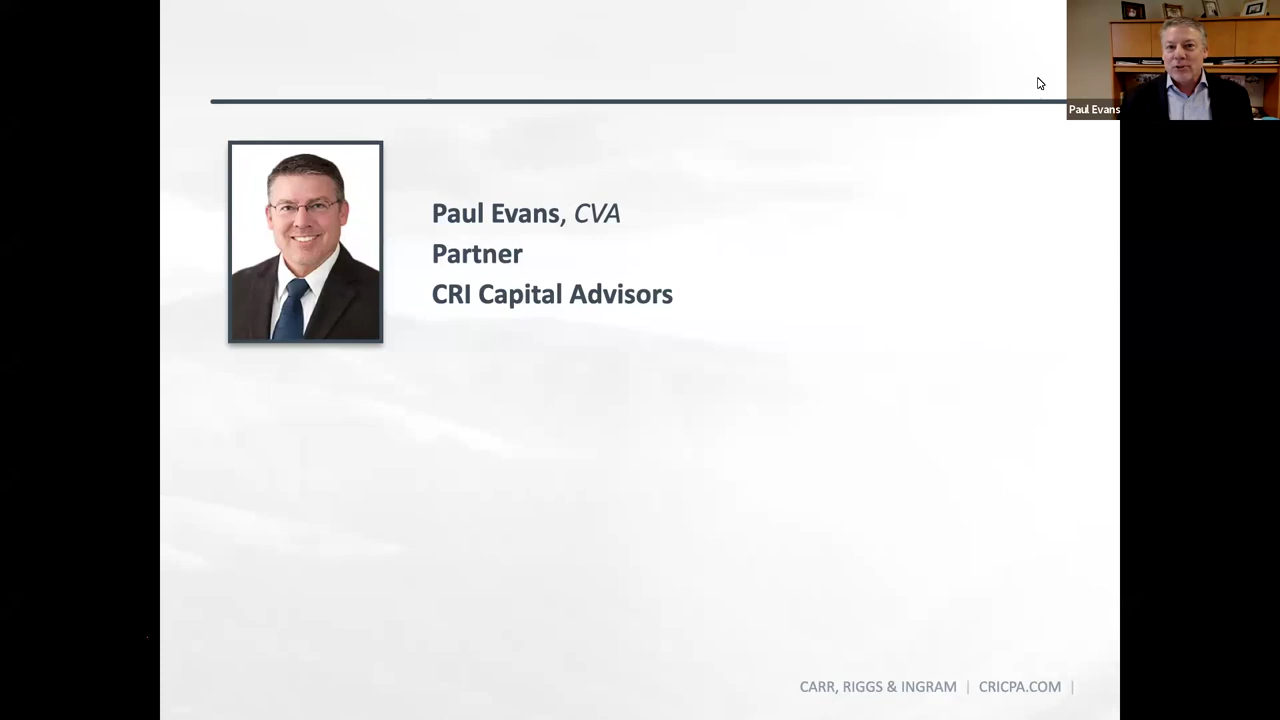 Paul Evans
Paul Evans, CVA
Partner
CRI Capital Advisors
CARR, RIGGS & INGRAM | CRICPA.COM |